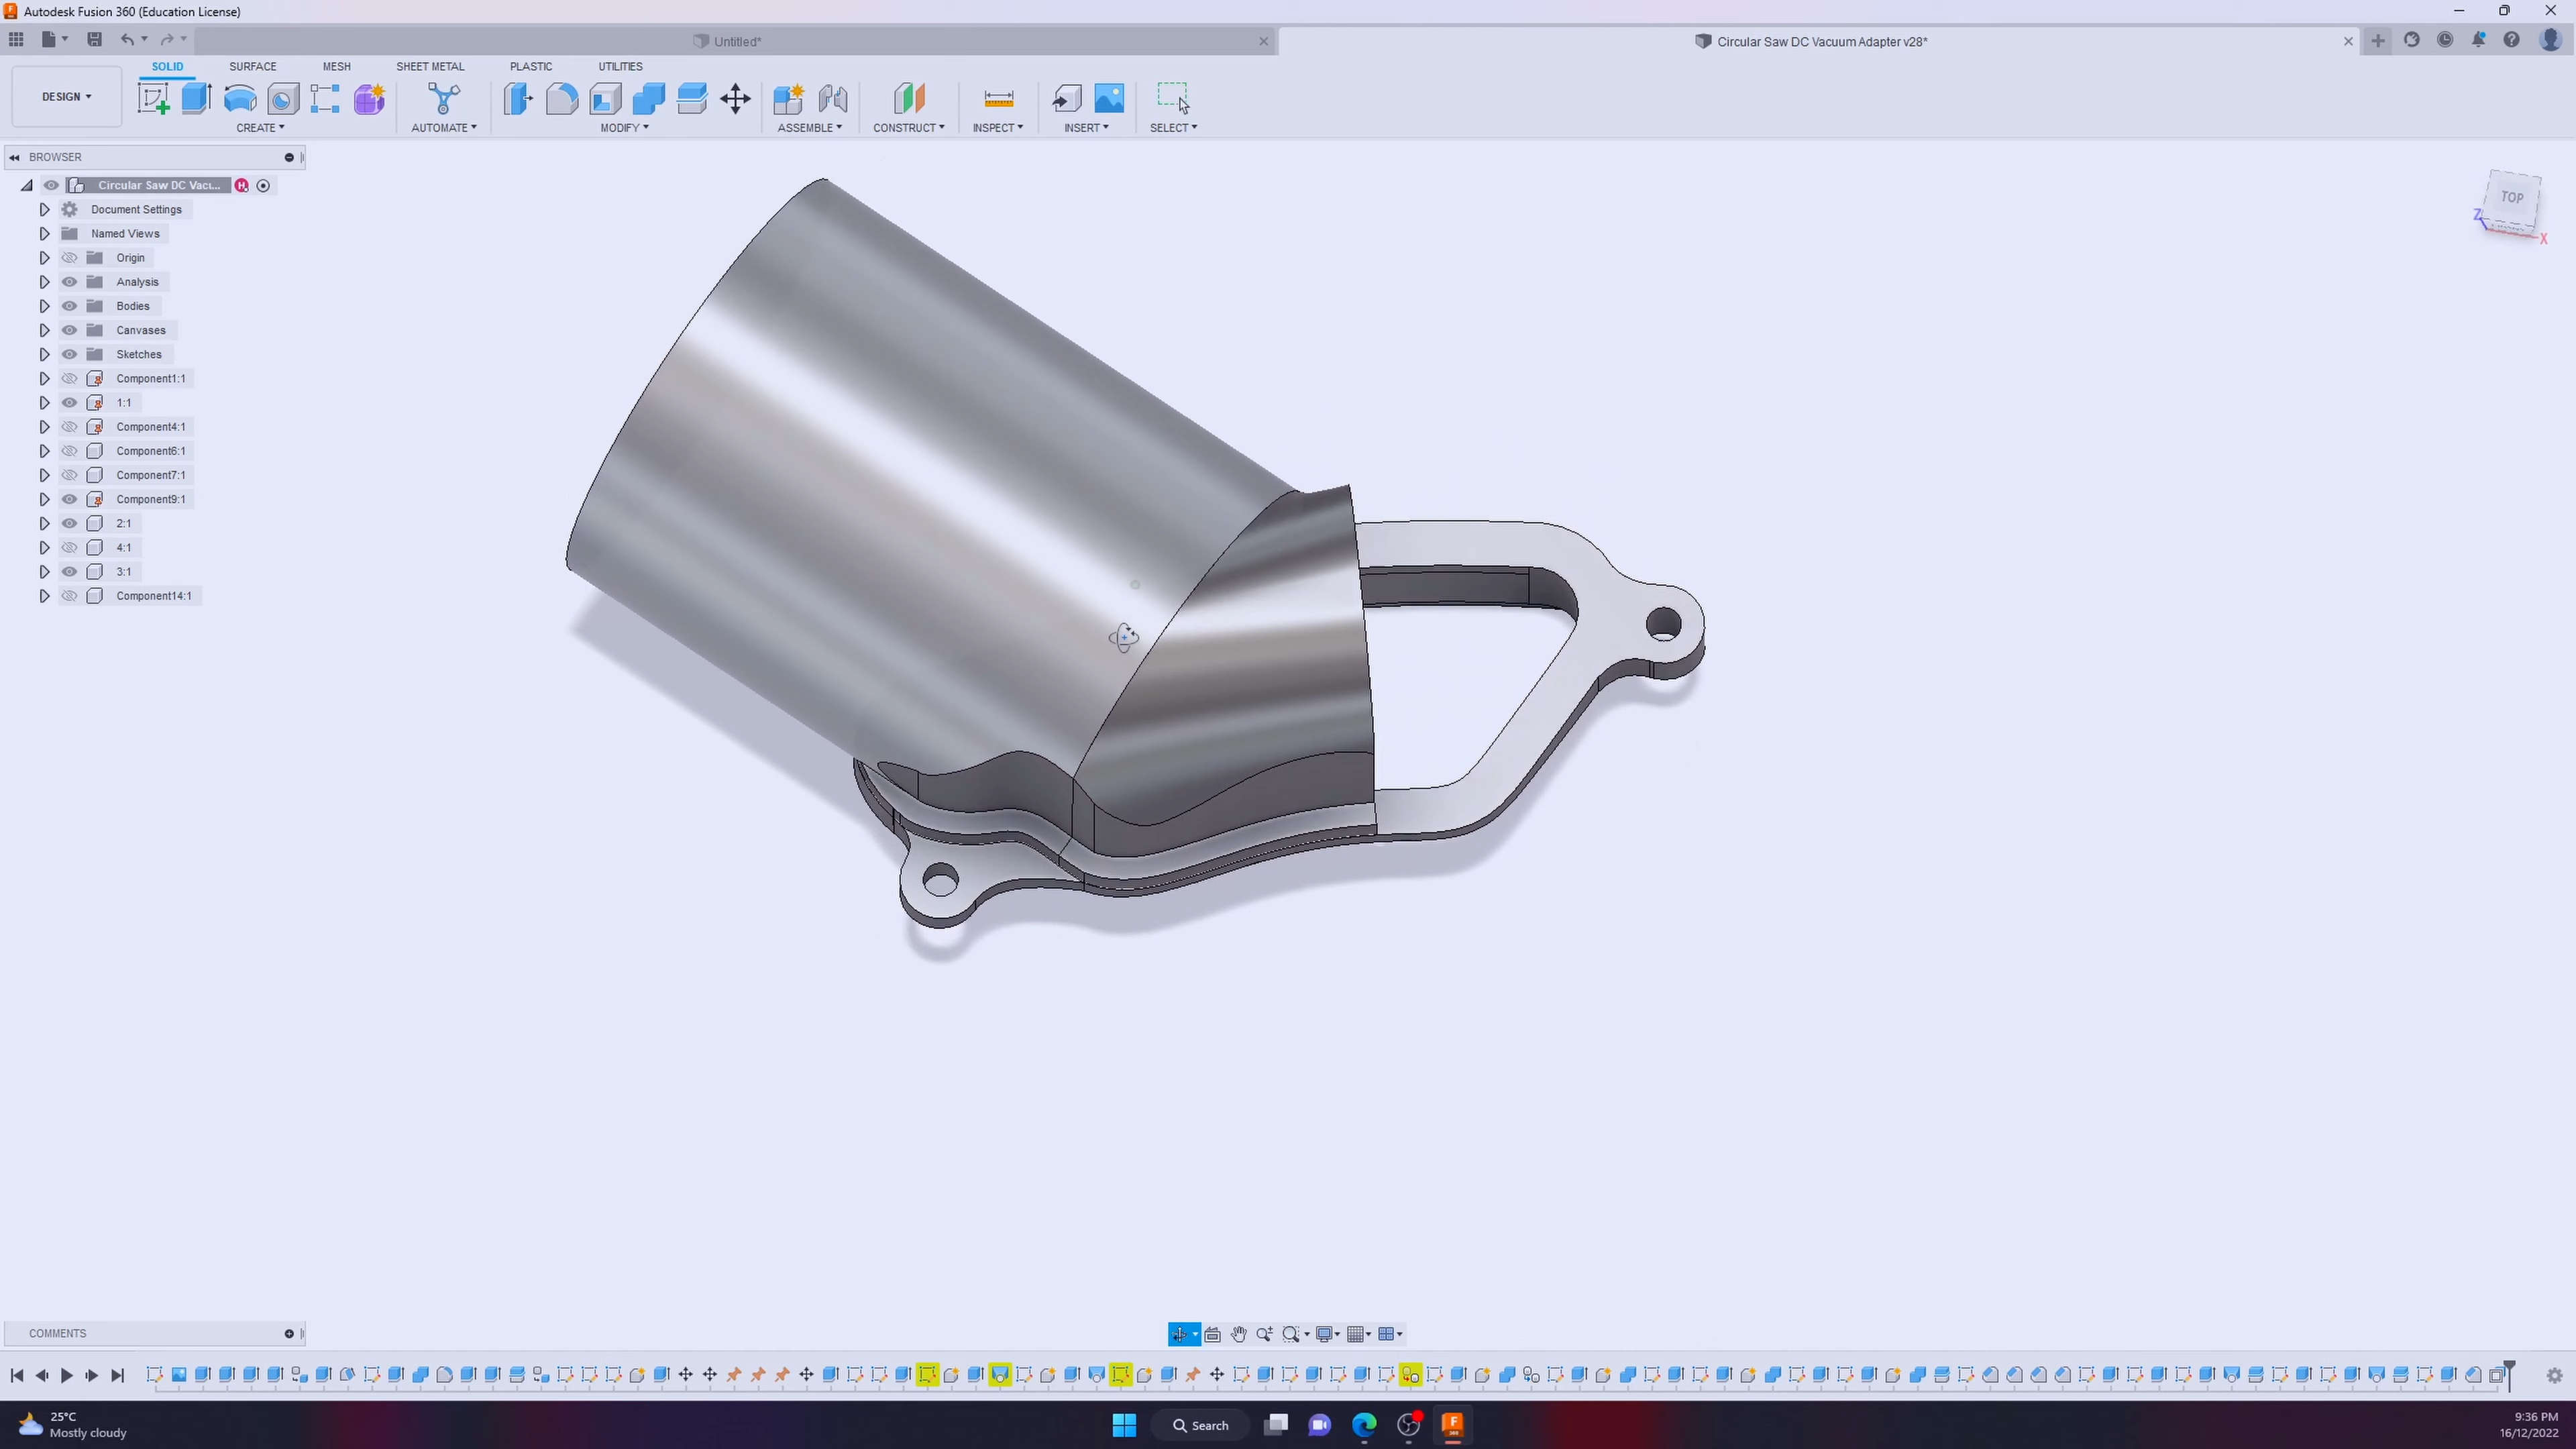 Autodesk Fusion 360 (Education License)
Untitled*
Circular Saw DC Vacuum Adapter v28*
SOLID SURFACE MESH SHEET METAL PLASTIC UTILITIES
DESIGN
CREATE AUTOMATE MODIFY ASSEMBLE CONSTRUCT INSPECT INSERT SELECT
BROWSER
Circular Saw DC Vacu...
H
Document Settings
Named Views
Origin
Analysis
Bodies
Canvases
Sketches
Component1:1
1:1
Component4:1
Component6:1
Component7:1
Component9:1
2:1
4:1
3:1
Component14:1
TOP
Z
X
COMMENTS
25°C
Mostly cloudy
Search
F
360
9:36 PM
16/12/2022